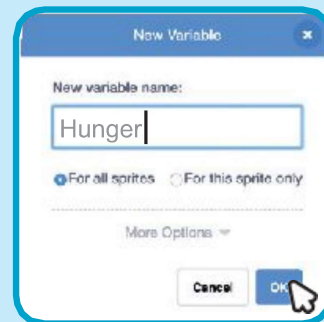 New Variable
New variable name:
Hunger
For all sprites For this sprite only
More Options
Cancel OK